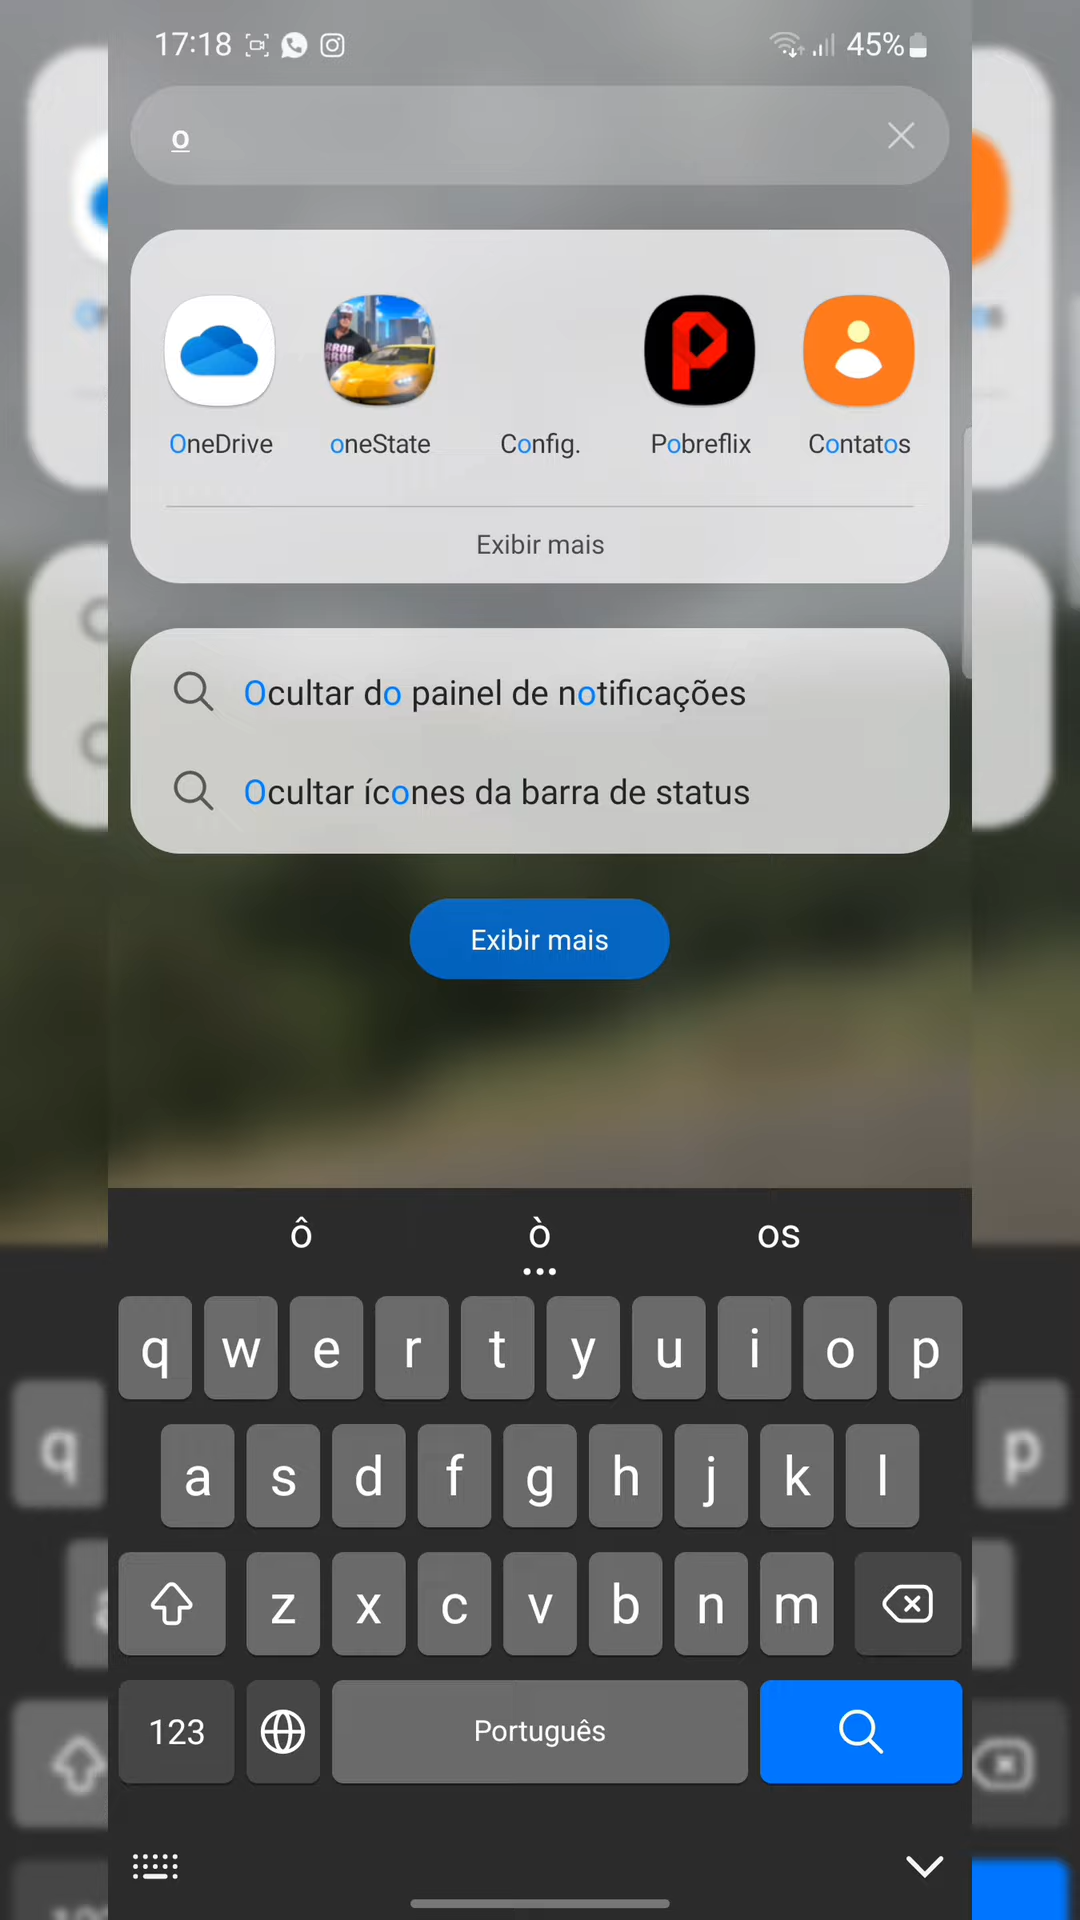 17:18 45%
o
OneDrive oneState Config. Pobreflix Contatos
Exibir mais
Ocultar do painel de notificações
Ocultar ícones da barra de status
Exibir mais
ô ò os
q w e r t y u i o p
a s d f g h j k l
z x c v b n m
123 Português